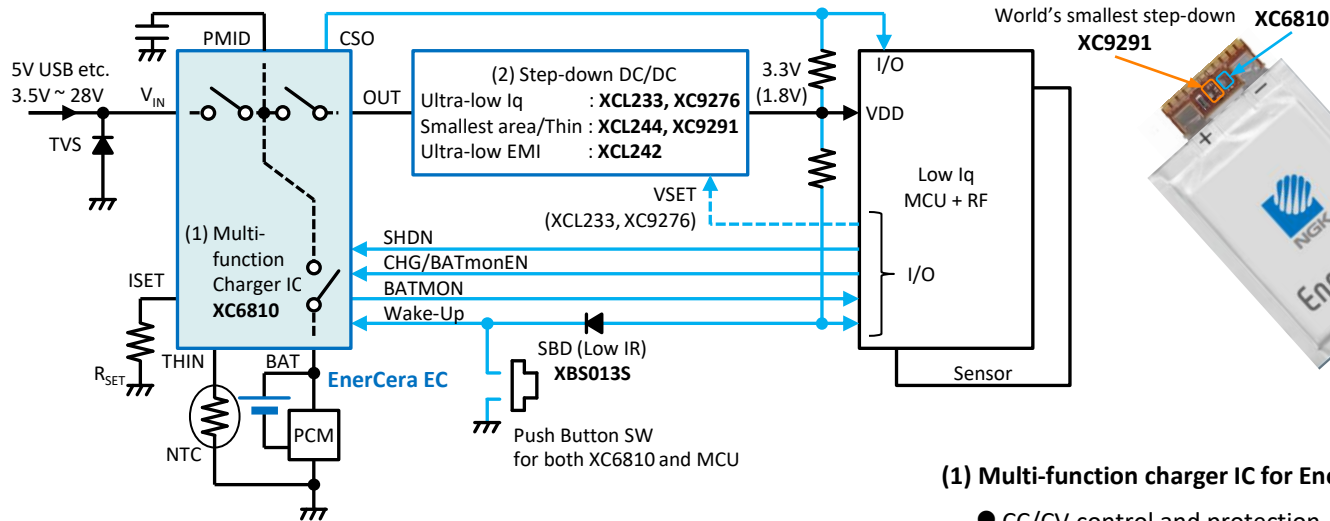 PMID
CSO
5V USB etc.
3.5V ~ 28V
VIN
TVS
OUT
(2) Step-down DC/DC
Ultra-low Iq : XCL233, XC9276
Smallest area/Thin : XCL244, XC9291
Ultra-low EMI : XCL242
3.3V
(1.8V)
I/O
VDD
Low Iq
MCU + RF
I/O
Sensor
VSET
(XCL233, XC9276)
(1) Multi-
function
Charger IC
XC6810
SHDN
CHG/BATmonEN
BATMON
Wake-Up
ISET
RSET
THIN
BAT
NTC
EnerCera EC
PCM
SBD (Low IR)
XBS013S
Push Button SW
for both XC6810 and MCU
World's smallest step-down XC6810
XC9291
+
−
NGK
(1) Multi-function charger IC for
CC/CV control and protection